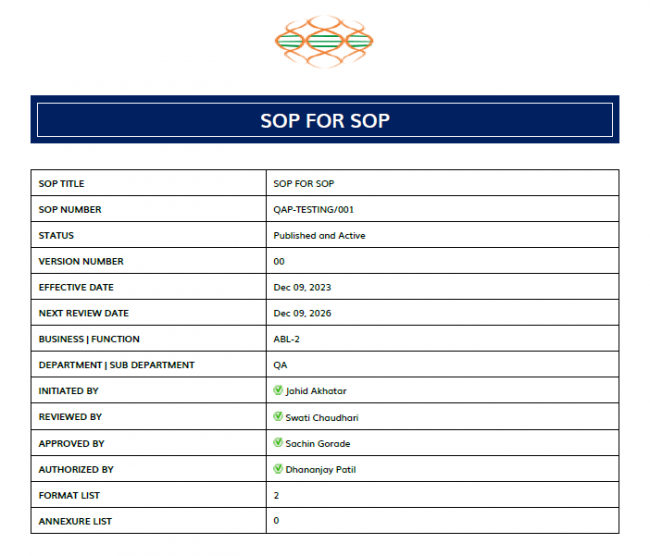 SOP FOR SOP
SOP TITLE SOP FOR SOP
SOP NUMBER QAP-TESTING/001
STATUS Published and Active
VERSION NUMBER 00
EFFECTIVE DATE Dec 09, 2023
NEXT REVIEW DATE Dec 09, 2026
BUSINESS | FUNCTION ABL-2
DEPARTMENT | SUB DEPARTMENT QA
INITIATED BY Jahid Akhatar
REVIEWED BY Swati Chaudhari
APPROVED BY Sachin Gorade
AUTHORIZED BY Dhananjay Patil
FORMAT LIST 2
ANNEXURE LIST 0